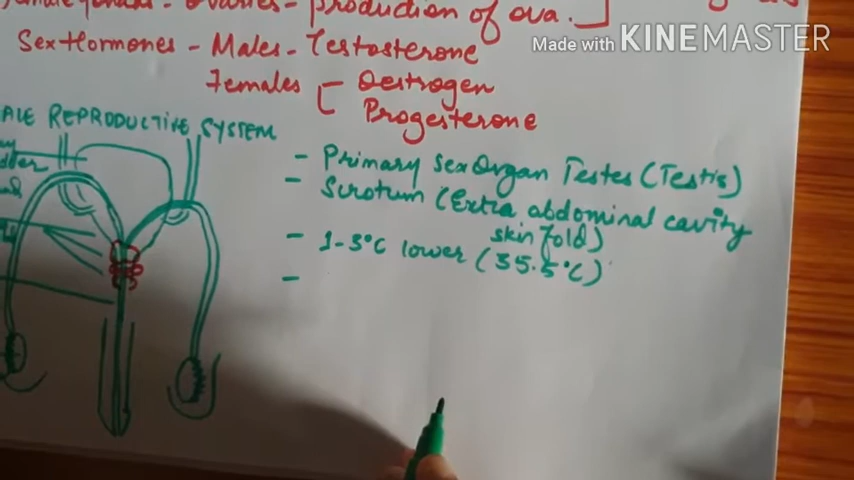 ovaries - production of ova.]
Made with KINEMASTER
Sex Hormones - Males - Testosterone
Females [ Oestrogen
Progesterone
REPRODUCTIVE SYSTEM
- Primary Sex Organ Testes (Testis)
- Scrotum (Extra abdominal cavity
skin fold)
- 1-3°C lower (35.5°C)
-